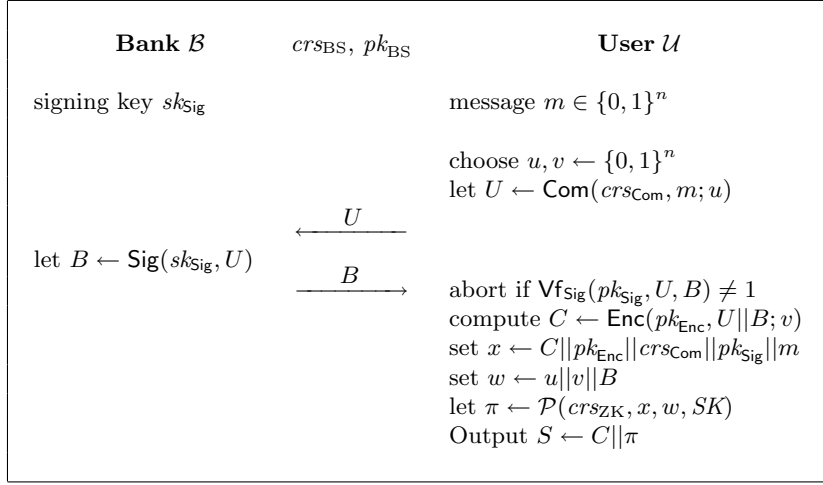 Bank 𝓑 crs_BS, pk_BS User 𝓤
signing key sk_Sig message m ∈ {0, 1}^n
choose u, v ← {0, 1}^n
let U ← Com(crs_Com, m; u)
U
←
let B ← Sig(sk_Sig, U)
B
→
abort if Vf_Sig(pk_Sig, U, B) ≠ 1
compute C ← Enc(pk_Enc, U||B; v)
set x ← C||pk_Enc||crs_Com||pk_Sig||m
set w ← u||v||B
let π ← 𝒫(crs_ZK, x, w, SK)
Output S ← C||π